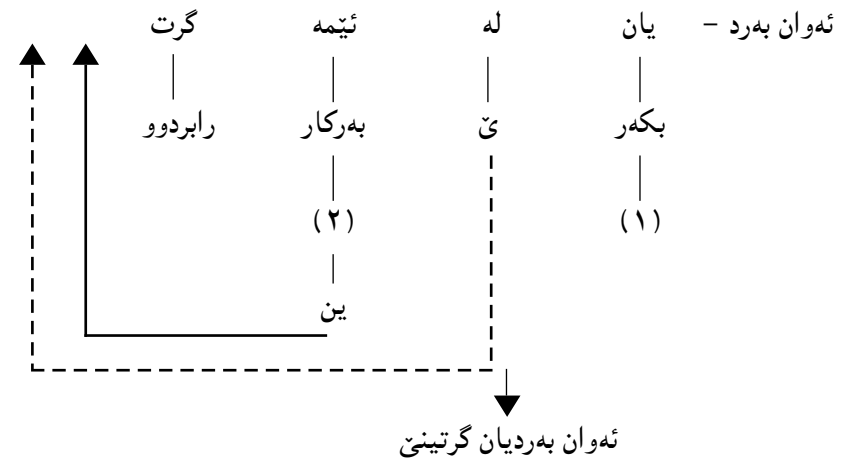 ئەوان بەرد - یان لە ئێمە گرت
بکەر ێ بەرکار رابردوو
(١) (٢)
ین
ئەوان بەردیان گرتینێ